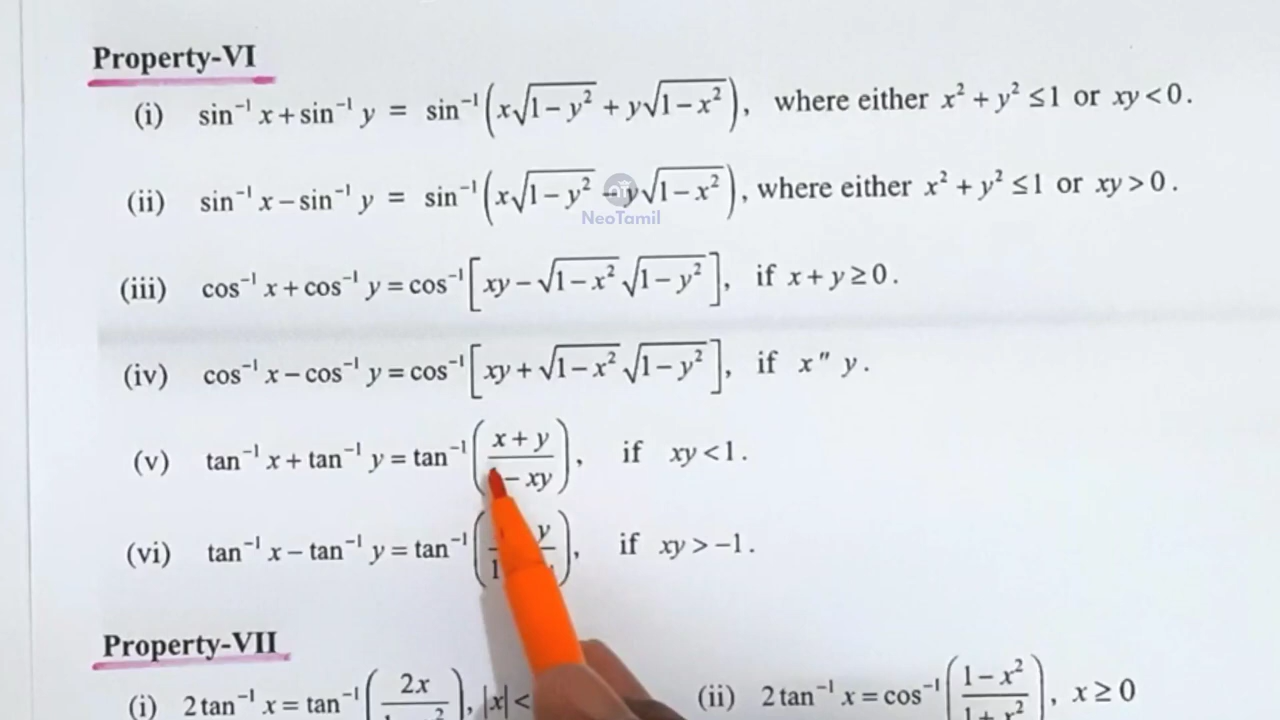 Property-VI
(i) sin⁻¹ x + sin⁻¹ y = sin⁻¹(x√(1 − y²) + y√(1 − x²)), where either x² + y² ≤ 1 or xy < 0.
(ii) sin⁻¹ x − sin⁻¹ y = sin⁻¹(x√(1 − y²) − y√(1 − x²)), where either x² + y² ≤ 1 or xy > 0.
NeoTamil
(iii) cos⁻¹ x + cos⁻¹ y = cos⁻¹[xy − √(1 − x²) √(1 − y²)], if x + y ≥ 0.
(iv) cos⁻¹ x − cos⁻¹ y = cos⁻¹[xy + √(1 − x²) √(1 − y²)], if x " y.
(v) tan⁻¹ x + tan⁻¹ y = tan⁻¹((x + y)/( − xy)), if xy < 1.
(vi) tan⁻¹ x − tan⁻¹ y = tan⁻¹( y/1 ), if xy > −1.
Property-VII
(i) 2 tan⁻¹ x = tan⁻¹(2x/ ), |x| < (ii) 2 tan⁻¹ x = cos⁻¹((1 − x²)/(1 + x²)), x ≥ 0